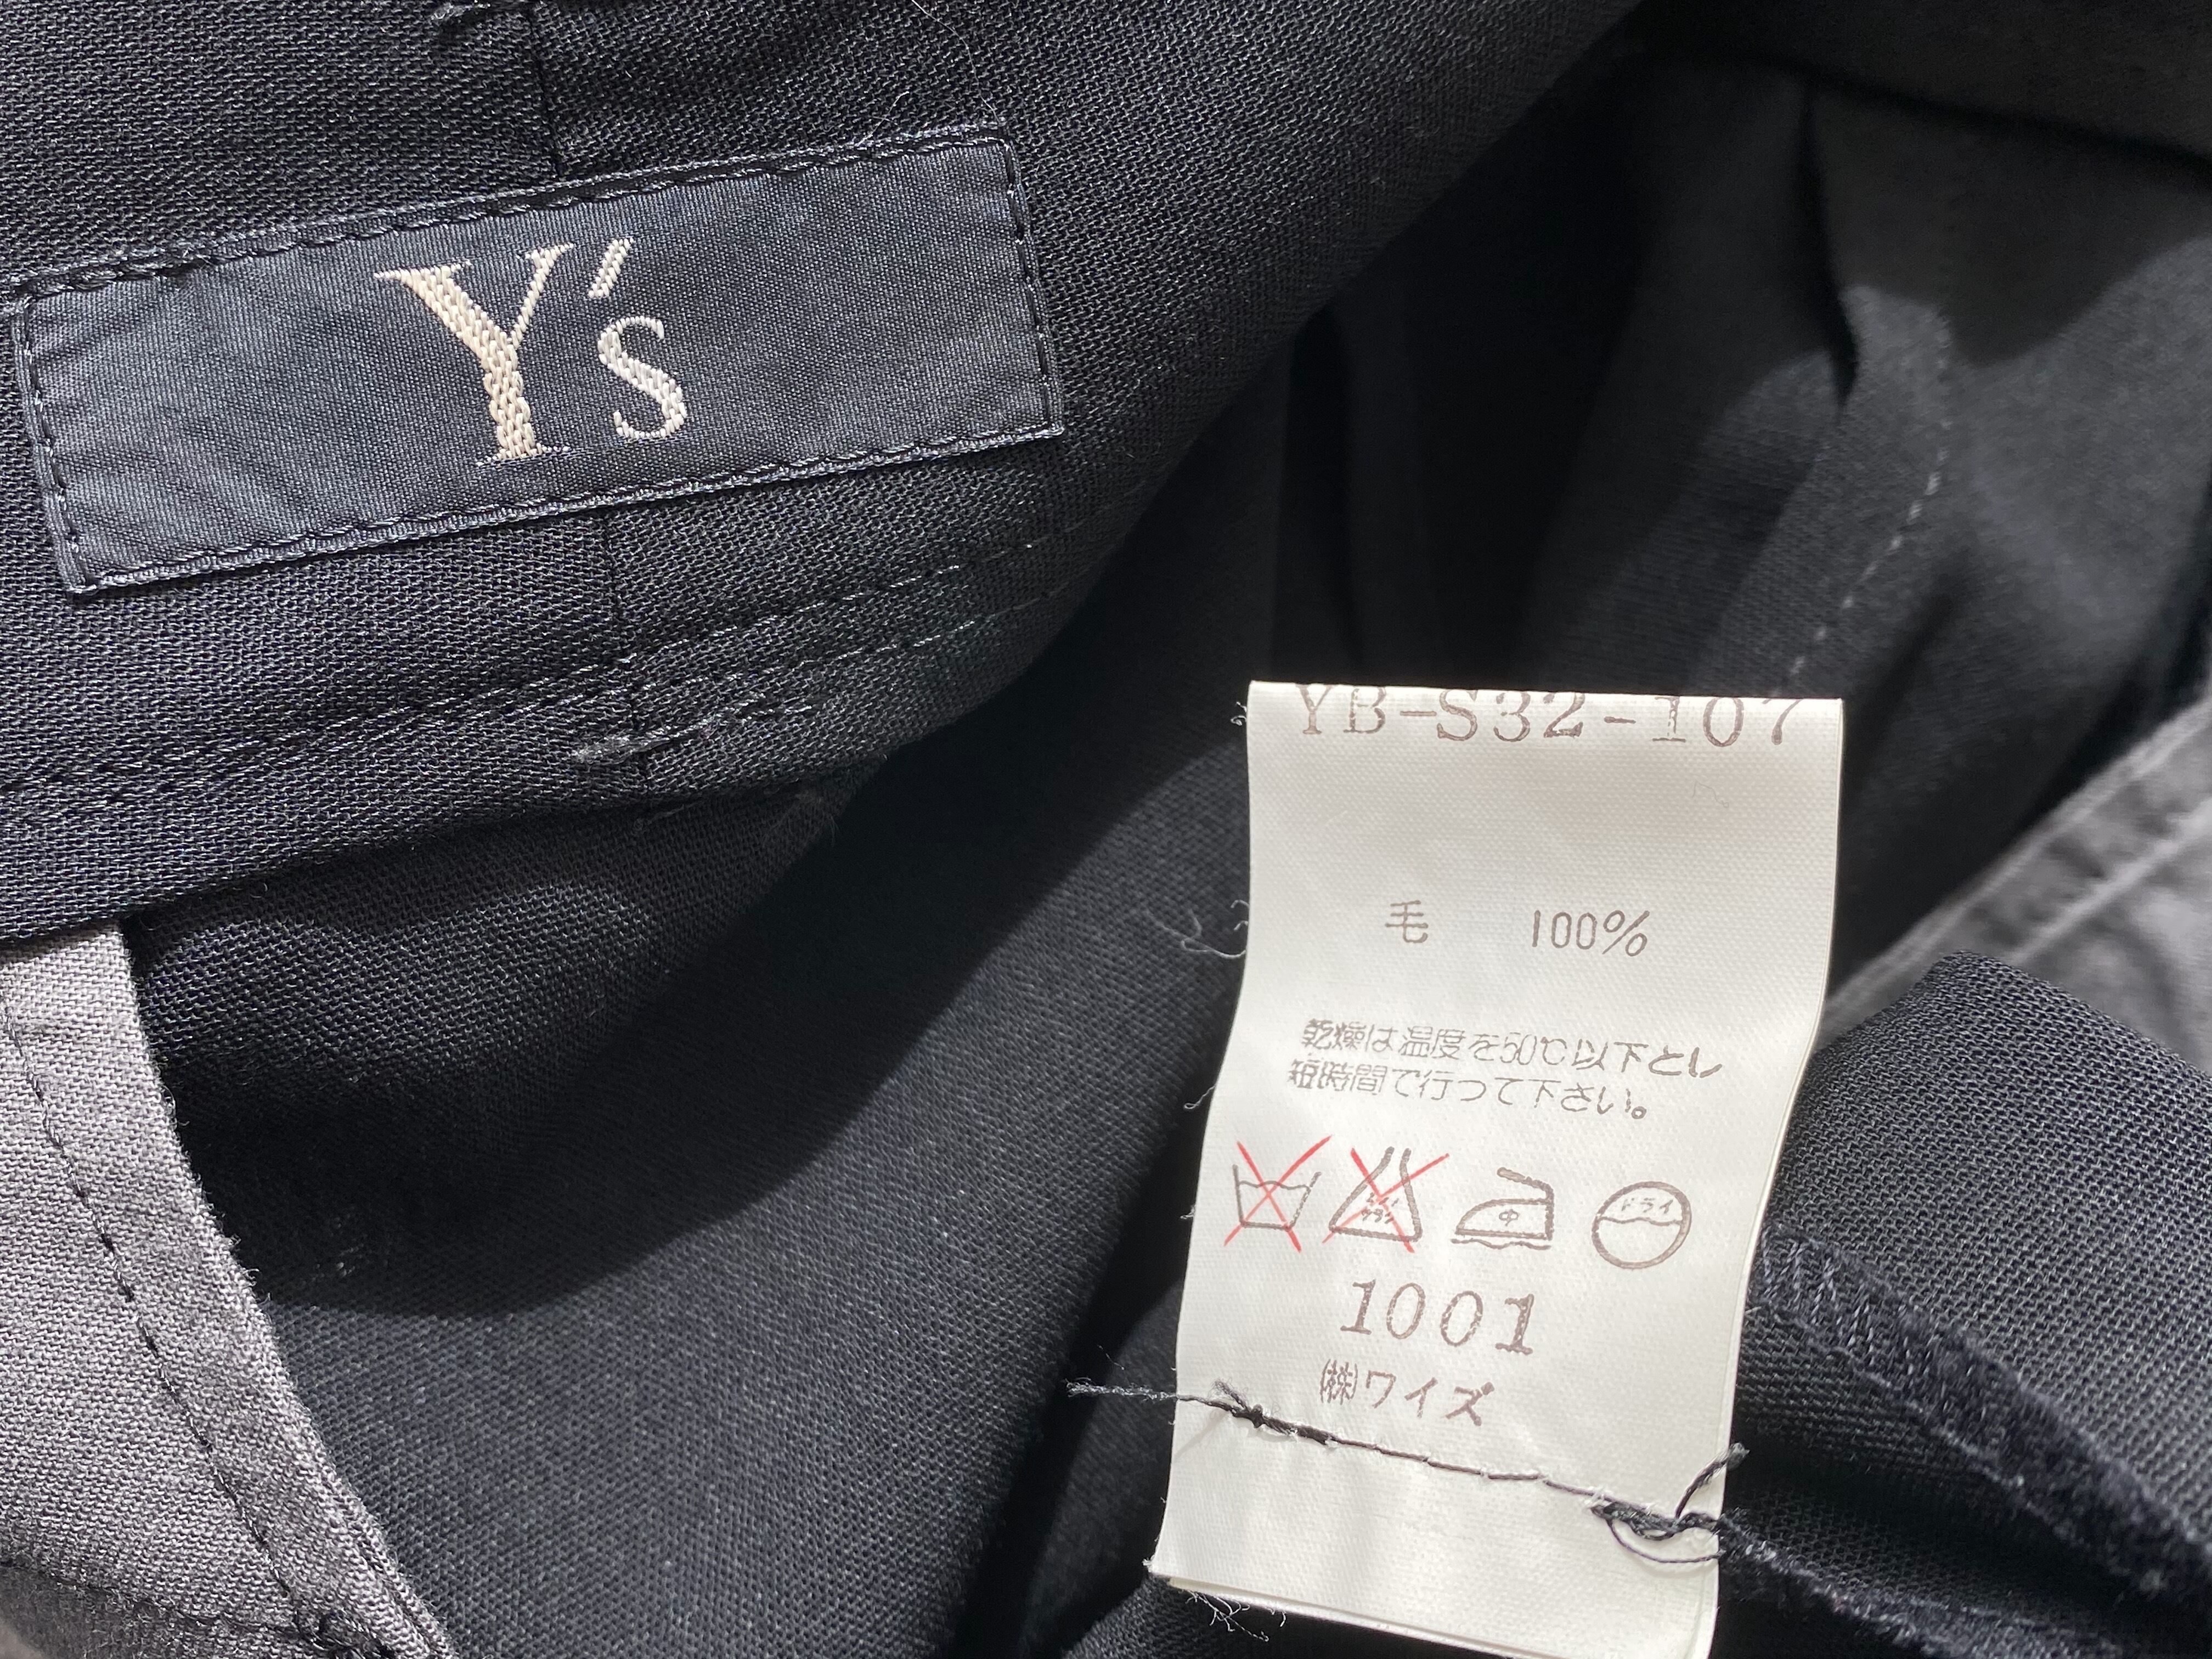 Y's
YB-S32-107
毛 100%
乾燥は温度を50℃以下とし
短時間で行って下さい。
中 ドライ
1001
㈱ワイズ